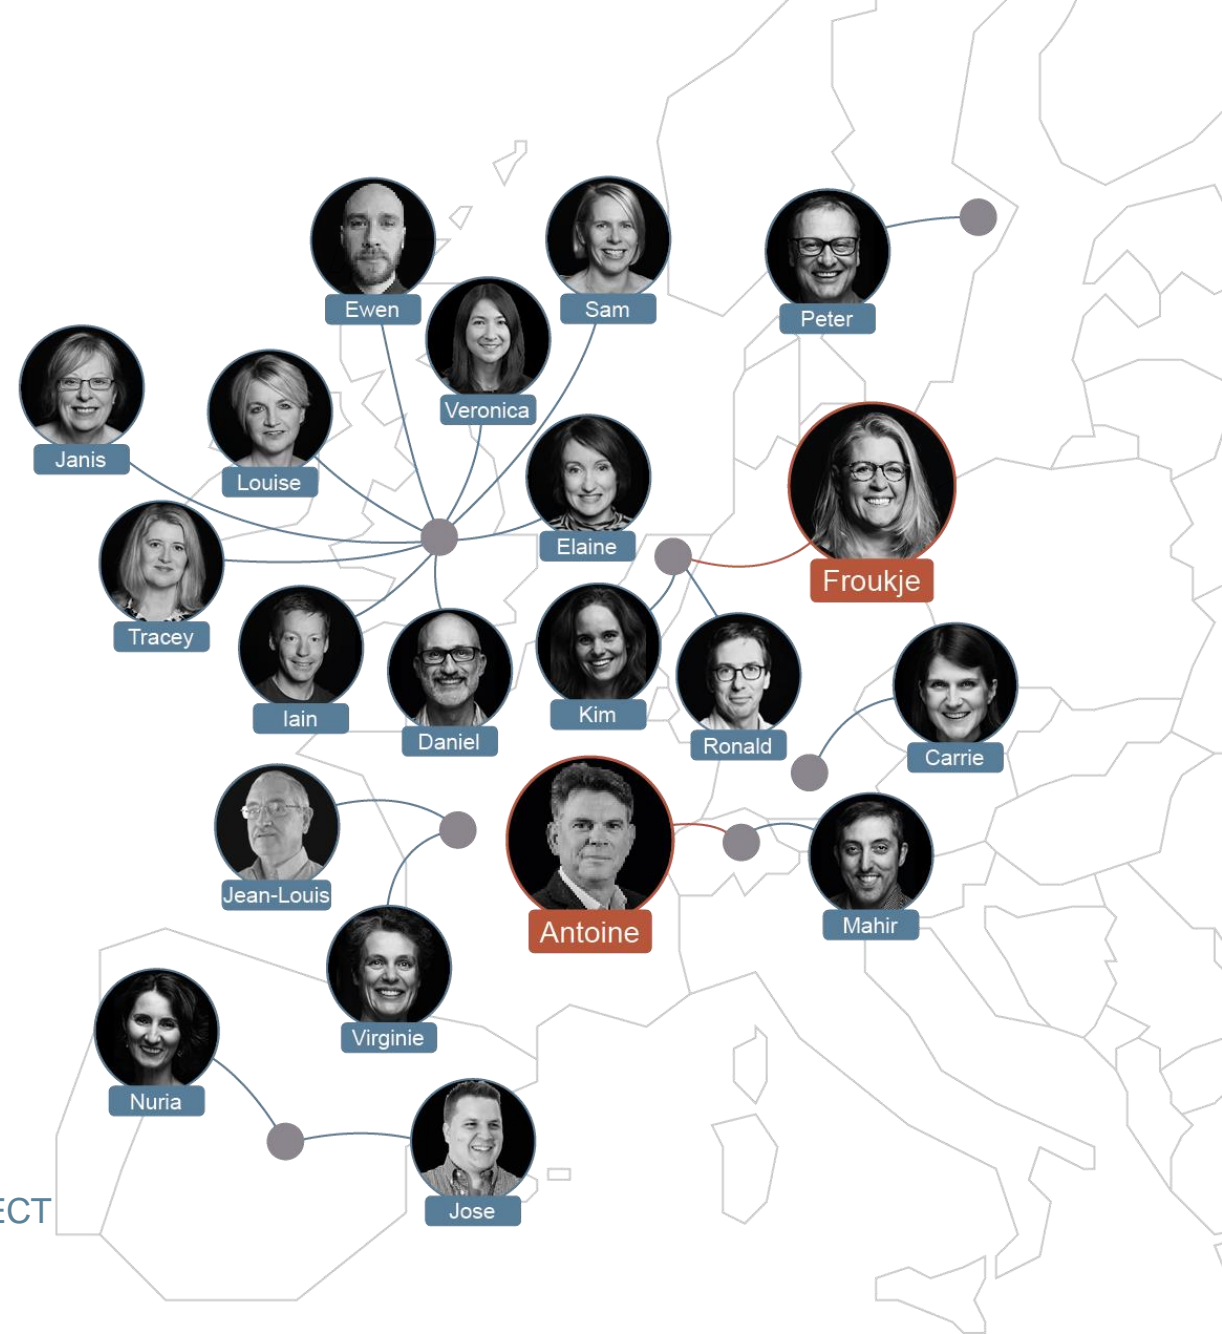 Ewen
Sam
Peter
Veronica
Janis
Louise
Elaine
Froukje
Tracey
Iain
Daniel
Kim
Ronald
Carrie
Jean-Louis
Antoine
Mahir
Virginie
Nuria
Jose
ECT